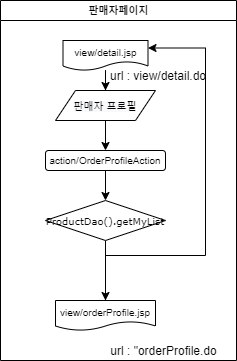 판매자페이지
view/detail.jsp
url : view/detail.do
판매자 프로필
action/OrderProfileAction
ProductDao().getMyList
view/orderProfile.jsp
url : "orderProfile.do